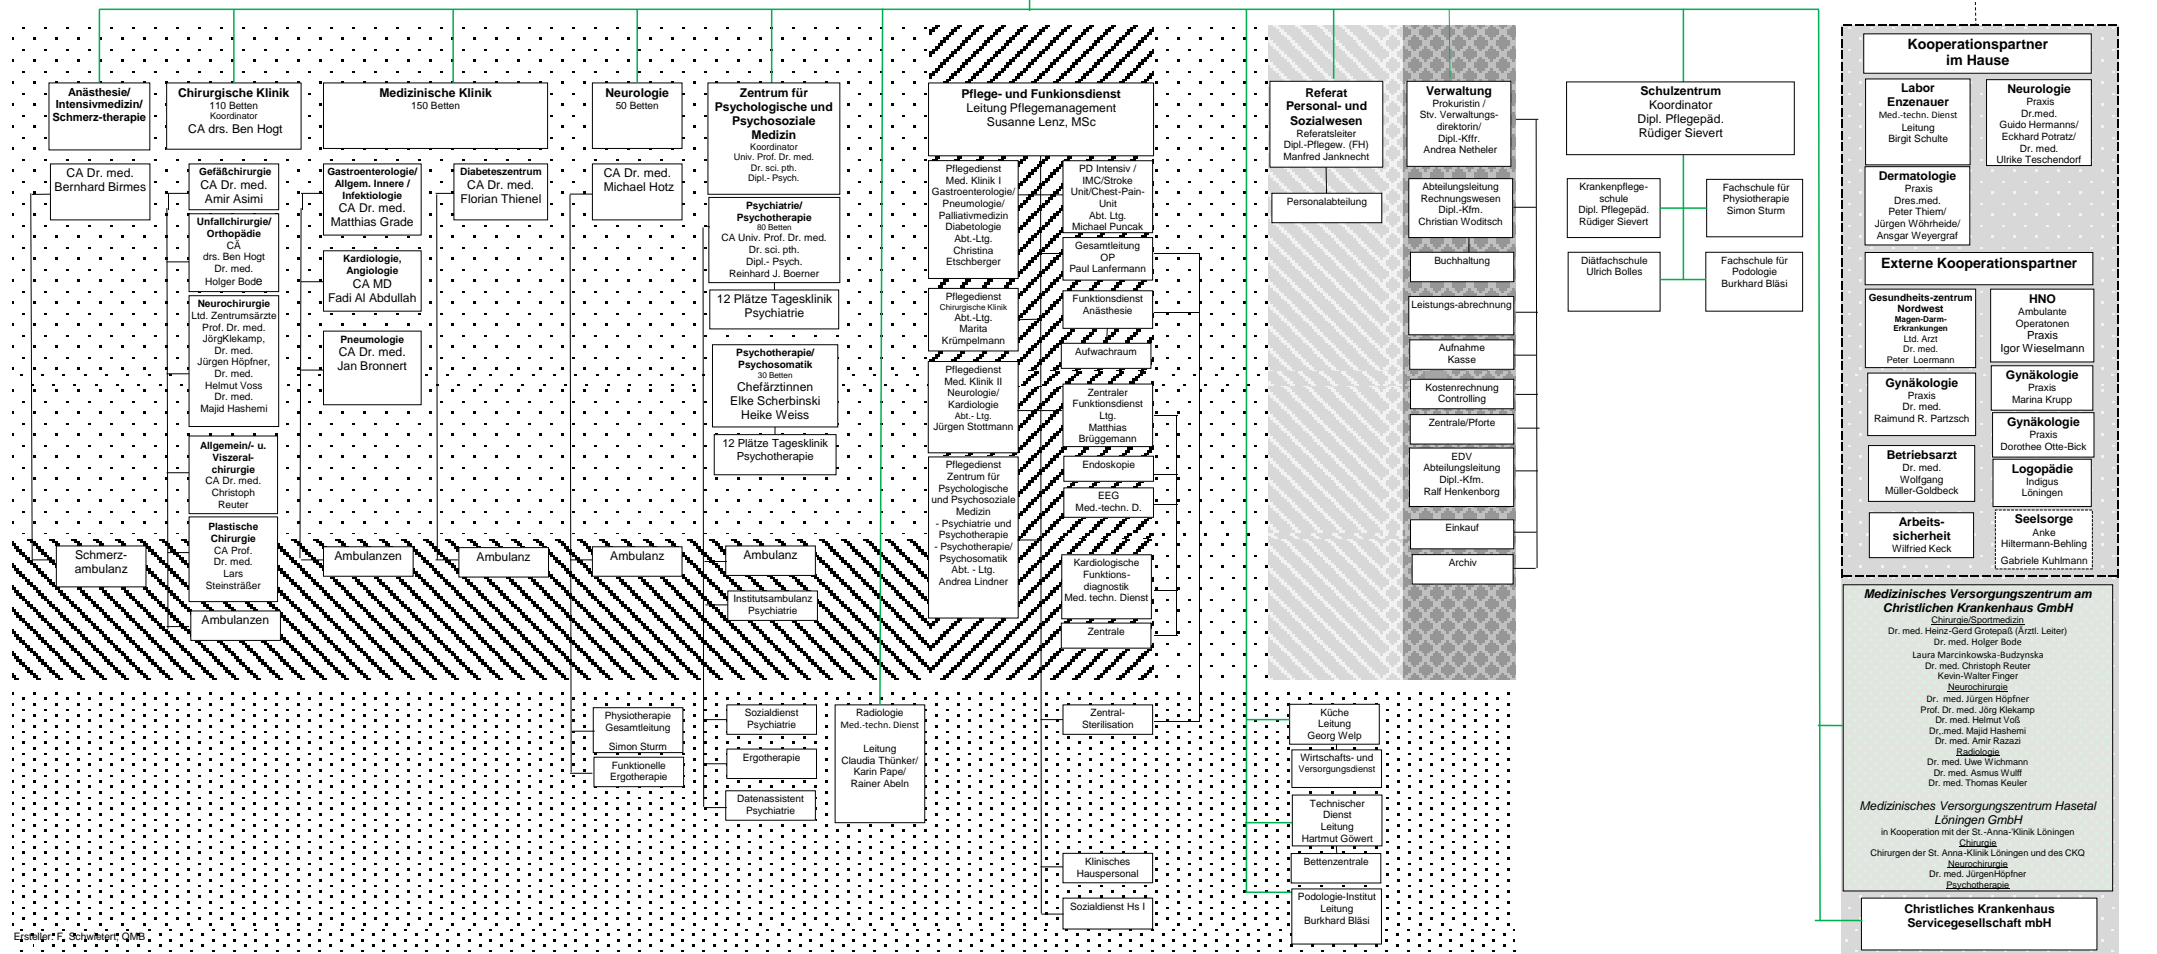 Anästhesie/
Intensivmedizin/
Schmerz-therapie
CA Dr. med.
Bernhard Birmes
Schmerz-
ambulanz
Chirurgische Klinik
110 Betten
Koordinator
CA drs. Ben Hogt
Gefäßchirurgie
CA Dr. med.
Amir Asimi
Unfallchirurgie/
Orthopädie
CÄ
drs. Ben Hogt
Dr. med.
Holger Bode
Neurochirurgie
Ltd. Zentrumsärzte
Prof. Dr. med.
JörgKlekamp,
Dr. med.
Jürgen Höpfner,
Dr. med.
Helmut Voss
Dr. med.
Majid Hashemi
Allgemein/- u.
Viszeral-
chirurgie
CA Dr. med.
Christoph
Reuter
Plastische
Chirurgie
CA Prof.
Dr. med.
Lars
Steinsträßer
Ambulanzen
Medizinische Klinik
150 Betten
Gastroenterologie/
Allgem. Innere /
Infektiologie
CA Dr. med.
Matthias Grade
Kardiologie,
Angiologie
CA MD
Fadi Al Abdullah
Pneumologie
CA Dr. med.
Jan Bronnert
Ambulanzen
Diabeteszentrum
CA Dr. med.
Florian Thienel
Ambulanz
Neurologie
50 Betten
CA Dr. med.
Michael Hotz
Ambulanz
Physiotherapie
Gesamtleitung
Simon Sturm
Funktionelle
Ergotherapie
Zentrum für
Psychologische und
Psychosoziale
Medizin
Koordinator
Univ. Prof. Dr. med.
Dr. sci. pth.
Dipl.- Psych.
Psychiatrie/
Psychotherapie
80 Betten
CA Univ. Prof. Dr. med.
Dr. sci. pth.
Dipl.- Psych.
Reinhard J. Boerner
12 Plätze Tagesklinik
Psychiatrie
Psychotherapie/
Psychosomatik
30 Betten
Chefärztinnen
Elke Scherbinski
Heike Weiss
12 Plätze Tagesklinik
Psychotherapie
Ambulanz
Institutsambulanz
Psychiatrie
Sozialdienst
Psychiatrie
Ergotherapie
Datenassistent
Psychiatrie
Radiologie
Med.-techn. Dienst
Leitung
Claudia Thünker/
Karin Pape/
Rainer Abeln
Pflege- und Funkionsdienst
Leitung Pflegemanagement
Susanne Lenz, MSc
Pflegedienst
Med. Klinik I
Gastroenterologie/
Pneumologie/
Palliativmedizin
Diabetologie
Abt.-Ltg.
Christina
Etschberger
Pflegedienst
Chirurgische Klinik
Abt.-Ltg.
Marita
Krümpelmann
Pflegedienst
Med. Klinik II
Neurologie/
Kardiologie
Abt.- Ltg.
Jürgen Stottmann
Pflegedienst
Zentrum für
Psychologische
und Psychosoziale
Medizin
- Psychiatrie und
Psychotherapie
- Psychotherapie/
Psychosomatik
Abt. - Ltg.
Andrea Lindner
PD Intensiv /
IMC/Stroke
Unit/Chest-Pain-
Unit
Abt. Ltg.
Michael Puncak
Gesamtleitung
OP
Paul Lanfermann
Funktionsdienst
Anästhesie
Aufwachraum
Zentraler
Funktionsdienst
Ltg.
Matthias
Brüggemann
Endoskopie
EEG
Med.-techn. D.
Kardiologische
Funktions-
diagnostik
Med. techn. Dienst
Zentrale
Zentral-
Sterilisation
Klinisches
Hauspersonal
Sozialdienst Hs I
Referat
Personal- und
Sozialwesen
Referatsleiter
Dipl.-Pflegew. (FH)
Manfred Janknecht
Personalabteilung
Küche
Leitung
Georg Welp
Wirtschafts- und
Versorgungsdienst
Technischer
Dienst
Leitung
Hartmut Göwert
Bettenzentrale
Podologie-Institut
Leitung
Burkhard Bläsi
Verwaltung
Prokuristin /
Stv. Verwaltungs-
direktorin/
Dipl.-Kffr.
Andrea Netheler
Abteilungsleitung
Rechnungswesen
Dipl.-Kfm.
Christian Woditsch
Buchhaltung
Leistungs-abrechnung
Aufnahme
Kasse
Kostenrechnung
Controlling
Zentrale/Pforte
EDV
Abteilungsleitung
Dipl.-Kfm.
Ralf Henkenborg
Einkauf
Archiv
Schulzentrum
Koordinator
Dipl. Pflegepäd.
Rüdiger Sievert
Krankenpflege-
schule
Dipl. Pflegepäd.
Rüdiger Sievert
Fachschule für
Physiotherapie
Simon Sturm
Diätfachschule
Ulrich Bolles
Fachschule für
Podologie
Burkhard Bläsi
Kooperationspartner
im Hause
Labor
Enzenauer
Med.-techn. Dienst
Leitung
Birgit Schulte
Neurologie
Praxis
Dr.med.
Guido Hermanns/
Eckhard Potratz/
Dr. med.
Ulrike Teschendorf
Dermatologie
Praxis
Dres.med.
Peter Thiem/
Jürgen Wöhrheide/
Ansgar Weyergraf
Externe Kooperationspartner
Gesundheits-zentrum
Nordwest
Magen-Darm-
Erkrankungen
Ltd. Arzt
Dr. med.
Peter Loermann
HNO
Ambulante
Operatonen
Praxis
Igor Wieselmann
Gynäkologie
Praxis
Dr. med.
Raimund R. Partzsch
Gynäkologie
Praxis
Marina Krupp
Gynäkologie
Praxis
Dorothee Otte-Bick
Betriebsarzt
Dr. med.
Wolfgang
Müller-Goldbeck
Logopädie
Indigus
Löningen
Arbeits-
sicherheit
Wilfried Keck
Seelsorge
Anke
Hiltermann-Behling
Gabriele Kuhlmann
Medizinisches Versorgungszentrum am
Christlichen Krankenhaus GmbH
Chirurgie/Sportmedizin
Dr. med. Heinz-Gerd Grotepaß (Ärztl. Leiter)
Dr. med. Holger Bode
Laura Marcinkowska-Budzynska
Dr. med. Christoph Reuter
Kevin-Walter Finger
Neurochirurgie
Dr. med. Jürgen Höpfner
Prof. Dr. med. Jörg Klekamp
Dr. med. Helmut Voß
Dr,.med. Majid Hashemi
Dr. med. Amir Razazi
Radiologie
Dr. med. Uwe Wichmann
Dr. med. Asmus Wulff
Dr. med. Thomas Keuler
Medizinisches Versorgungszentrum Hasetal
Löningen GmbH
in Kooperation mit der St.-Anna-'Klinik Löningen
Chirurgie
Chirurgen der St. Anna-Klinik Löningen und des CKQ
Neurochirurgie
Dr. med. JürgenHöpfner
Psychotherapie
Christliches Krankenhaus
Servicegesellschaft mbH
Ersteller: F. Schwietert, QMB